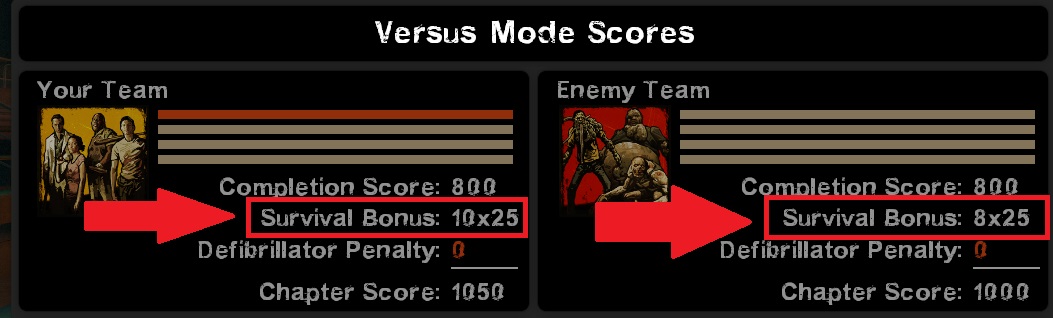 Versus Mode Scores
Your Team
Completion Score: 800
Survival Bonus: 10x25
Defibrillator Penalty: 0
Chapter Score: 1050
Enemy Team
Completion Score: 800
Survival Bonus: 8x25
Defibrillator Penalty: 0
Chapter Score: 1000